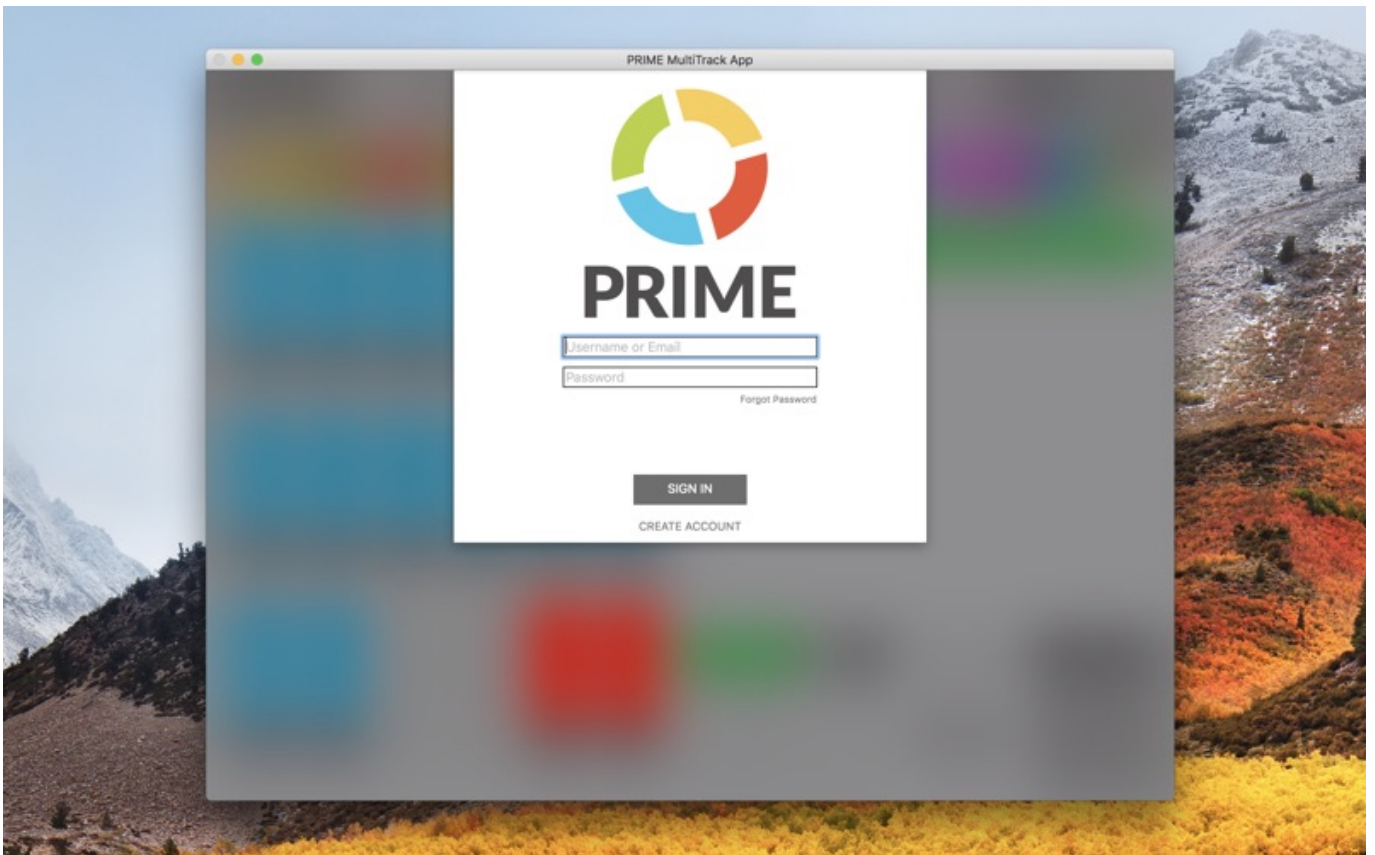 PRIME MultiTrack App
PRIME
Username or Email
Password
Forgot Password
SIGN IN
CREATE ACCOUNT